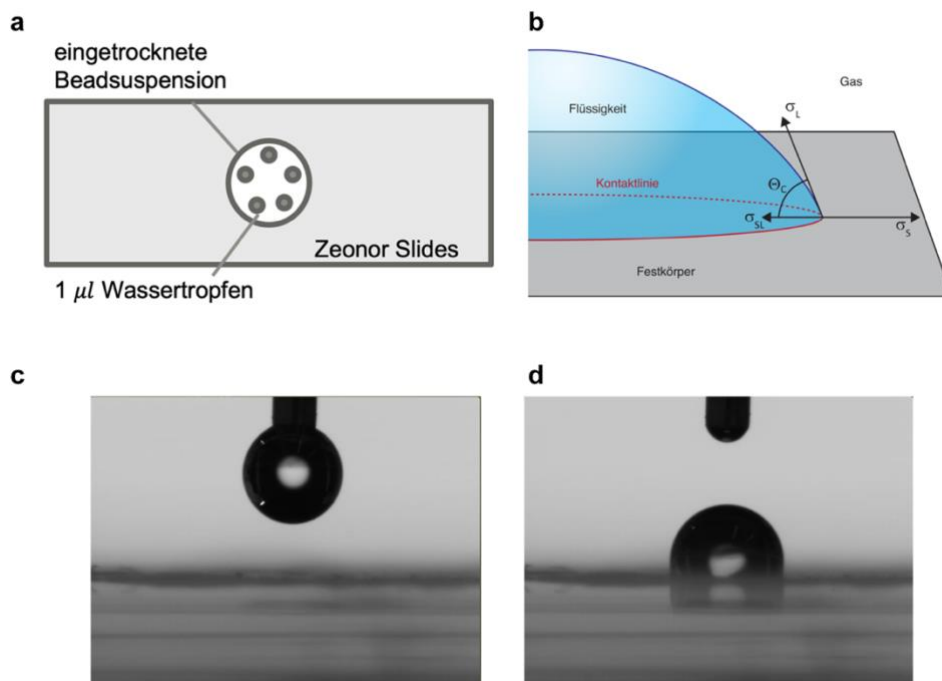 a
eingetrocknete
Beadsuspension
Zeonor Slides
1 μl Wassertropfen
b
Gas
Flüssigkeit
σL
Kontaktlinie
ΘC
σSL
σS
Festkörper
c
d